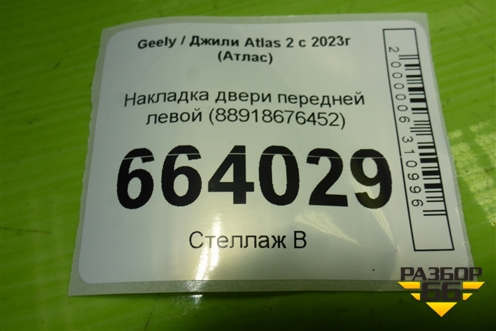 Geely / Джили Atlas 2 с 2023г
(Атлас)
Накладка двери передней
левой (88918676452)
664029
Стеллаж В
2000006310996
РАЗБОР
66